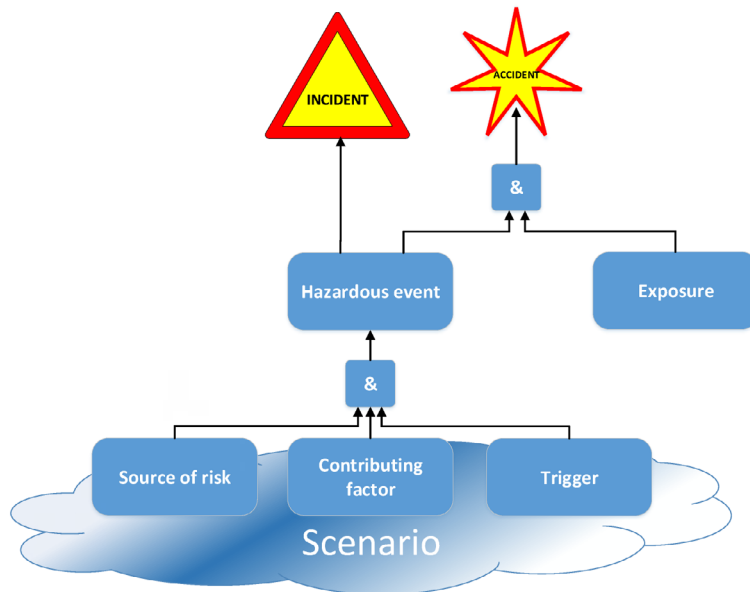 INCIDENT
ACCIDENT
&
Hazardous event
Exposure
&
Source of risk
Contributing
factor
Trigger
Scenario